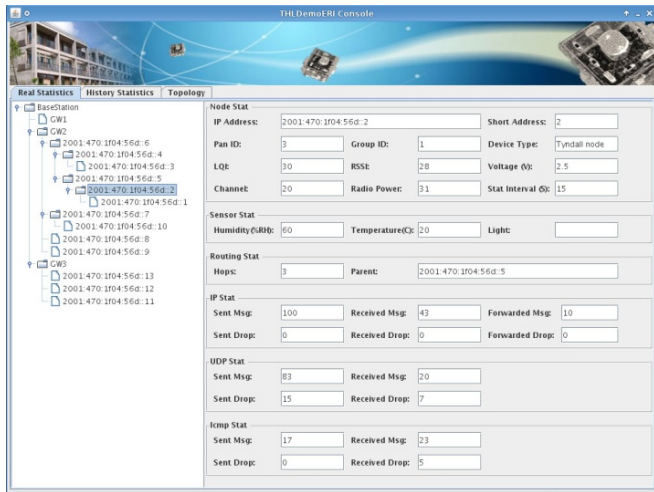 THLDemoERI Console
Real Statistics History Statistics Topology
BaseStation
GW1
GW2
2001:470:1f04:56d::6
2001:470:1f04:56d::4
2001:470:1f04:56d::3
2001:470:1f04:56d::5
2001:470:1f04:56d::2
2001:470:1f04:56d::1
2001:470:1f04:56d::7
2001:470:1f04:56d::10
2001:470:1f04:56d::8
2001:470:1f04:56d::9
GW3
2001:470:1f04:56d::13
2001:470:1f04:56d::12
2001:470:1f04:56d::11
Node Stat
IP Address: 2001:470:1f04:56d::2 Short Address: 2
Pan ID: 3 Group ID: 1 Device Type: Tyndall node
LQI: 30 RSSI: 28 Voltage (V): 2.5
Channel: 20 Radio Power: 31 Stat Interval (S): 15
Sensor Stat
Humidity(%RH): 60 Temperature(C): 20 Light:
Routing Stat
Hops: 3 Parent: 2001:470:1f04:56d::5
IP Stat
Sent Msg: 100 Received Msg: 43 Forwarded Msg: 10
Sent Drop: 0 Received Drop: 0 Forwarded Drop: 0
UDP Stat
Sent Msg: 83 Received Msg: 20
Sent Drop: 15 Received Drop: 7
Icmp Stat
Sent Msg: 17 Received Msg: 23
Sent Drop: 0 Received Drop: 5